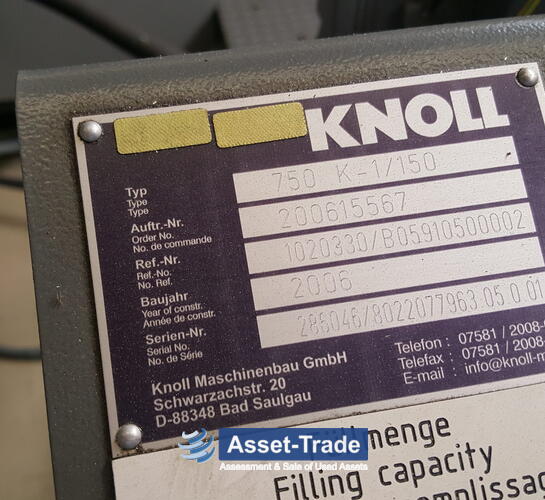 KNOLL
Typ
Type
Type
750 K-1/150
Auftr.-Nr.
Order No.
No. de commande
200615567
Ref.-Nr.
Ref.-No.
No. Ref.
1020330/B05910500002
Baujahr
Year of constr.
Année de constr.
2006
Serien-Nr.
Serial No.
No. de Série
286046/8022077963.05.0 01
Knoll Maschinenbau GmbH
Schwarzachstr. 20
D-88348 Bad Saulgau
Telefon : 07581 / 2008-
Telefax : 07581 / 2008-
E-mail : info@knoll-m
Asset-Trade
Assessment & Sale of Used Assets
Filling capacity